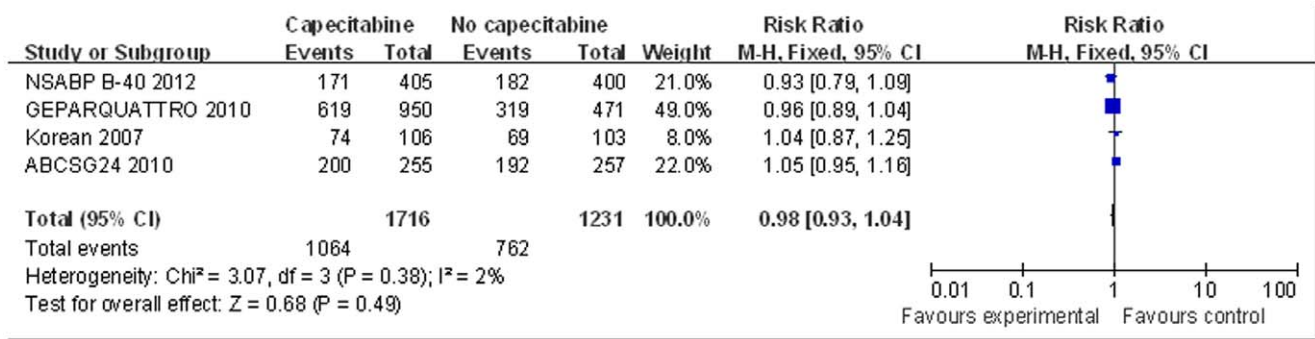 Capecitabine No capecitabine Risk Ratio Risk Ratio
Study or Subgroup Events Total Events Total Weight M-H, Fixed, 95% CI M-H, Fixed, 95% CI
NSABP B-40 2012 171 405 182 400 21.0% 0.93 [0.79, 1.09]
GEPARQUATTRO 2010 619 950 319 471 49.0% 0.96 [0.89, 1.04]
Korean 2007 74 106 69 103 8.0% 1.04 [0.87, 1.25]
ABCSG24 2010 200 255 192 257 22.0% 1.05 [0.95, 1.16]
Total (95% CI) 1716 1231 100.0% 0.98 [0.93, 1.04]
Total events 1064 762
Heterogeneity: Chi² = 3.07, df = 3 (P = 0.38); I² = 2%
Test for overall effect: Z = 0.68 (P = 0.49)
0.01 0.1 1 10 100
Favours experimental Favours control